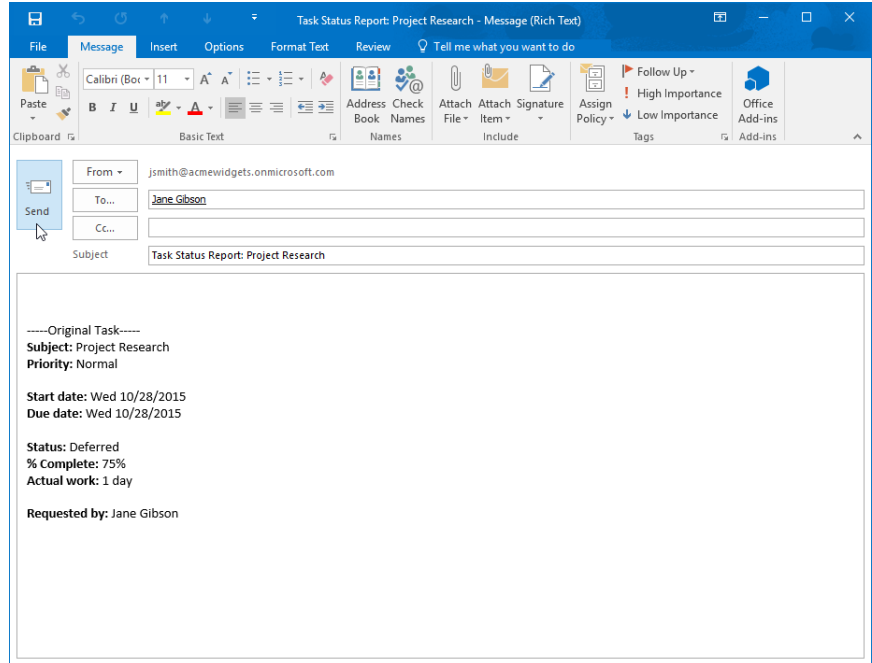 Task Status Report: Project Research - Message (Rich Text)
File Message Insert Options Format Text Review Tell me what you want to do
Calibri (Boc 11 A A
Paste
B I U aby A
Address Book
Check Names
Attach File
Attach Item
Signature
Assign Policy
Follow Up
! High Importance
Low Importance
Office Add-ins
Clipboard Basic Text Names Include Tags Add-ins
Send
From jsmith@acmewidgets.onmicrosoft.com
To... Jane Gibson
Cc...
Subject Task Status Report: Project Research
-----Original Task-----
Subject: Project Research
Priority: Normal
Start date: Wed 10/28/2015
Due date: Wed 10/28/2015
Status: Deferred
% Complete: 75%
Actual work: 1 day
Requested by: Jane Gibson